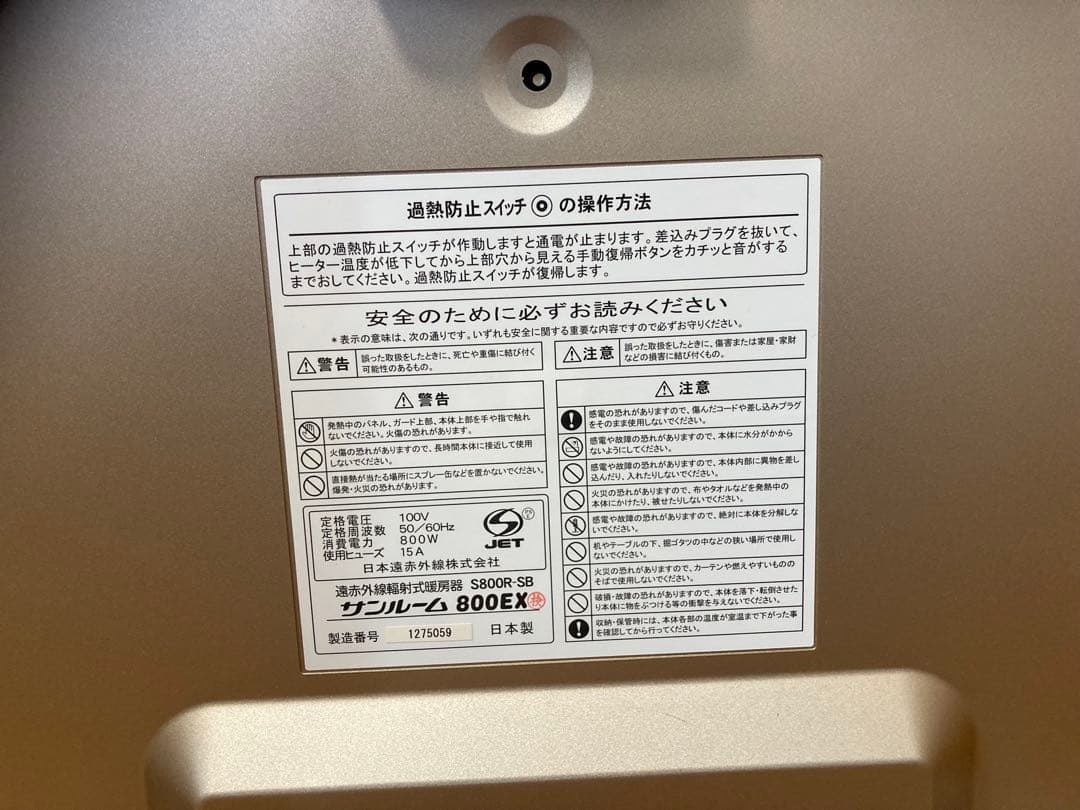 過熱防止スイッチ◎の操作方法
上部の過熱防止スイッチが作動しますと通電が止まります。差込みプラグを抜いて、
ヒーター温度が低下してから上部穴から見える手動復帰ボタンをカチッと音がする
までおしてください。過熱防止スイッチが復帰します。
安全のために必ずお読みください
＊表示の意味は、次の通りです。いずれも安全に関する重要な内容ですので必ずお守りください。
⚠警告
誤った取扱をしたときに、死亡や重傷に結び付く
可能性のあるもの。
⚠注意
誤った取扱をしたときに、傷害または家屋・家財
などの損害に結び付くもの。
⚠警告
発熱中のパネル、ガード上部、本体上部を手や指で触れ
ないでください。火傷の恐れがあります。
火傷の恐れがありますので、長時間本体に接近して使用
しないでください。
直接熱が当たる場所にスプレー缶などを置かないでください。
爆発・火災の恐れがあります。
定格電圧 100V
定格周波数 50／60Hz
消費電力 800W
使用ヒューズ 15A
JET
日本遠赤外線株式会社
遠赤外線輻射式暖房器 S800R-SB
サンルーム 800EX 検
製造番号 1275059 日本製
⚠注意
感電の恐れがありますので、傷んだコードや差し込みプラグ
をそのまま使用しないでください。
感電や故障の恐れがありますので、本体に水分がかから
ないようにしてください。
感電や故障の恐れがありますので、本体内部に異物を差し
込んだり、入れたりしないでください。
火災の恐れがありますので、布やタオルなどを発熱中の
本体にかけたり、被せたりしないでください。
感電や故障の恐れがありますので、絶対に本体を分解しな
いでください。
机やテーブルの下、掘ゴタツの中などの狭い場所で使用し
ないでください。
火災の恐れがありますので、カーテンや燃えやすいものの
そばで使用しないでください。
破損・故障の恐れがありますので、本体を落下・転倒させた
り本体に物をぶつける等の衝撃を与えないでください。
収納・保管時には、本体各部の温度が室温まで下がった事
を確認してから行ってください。